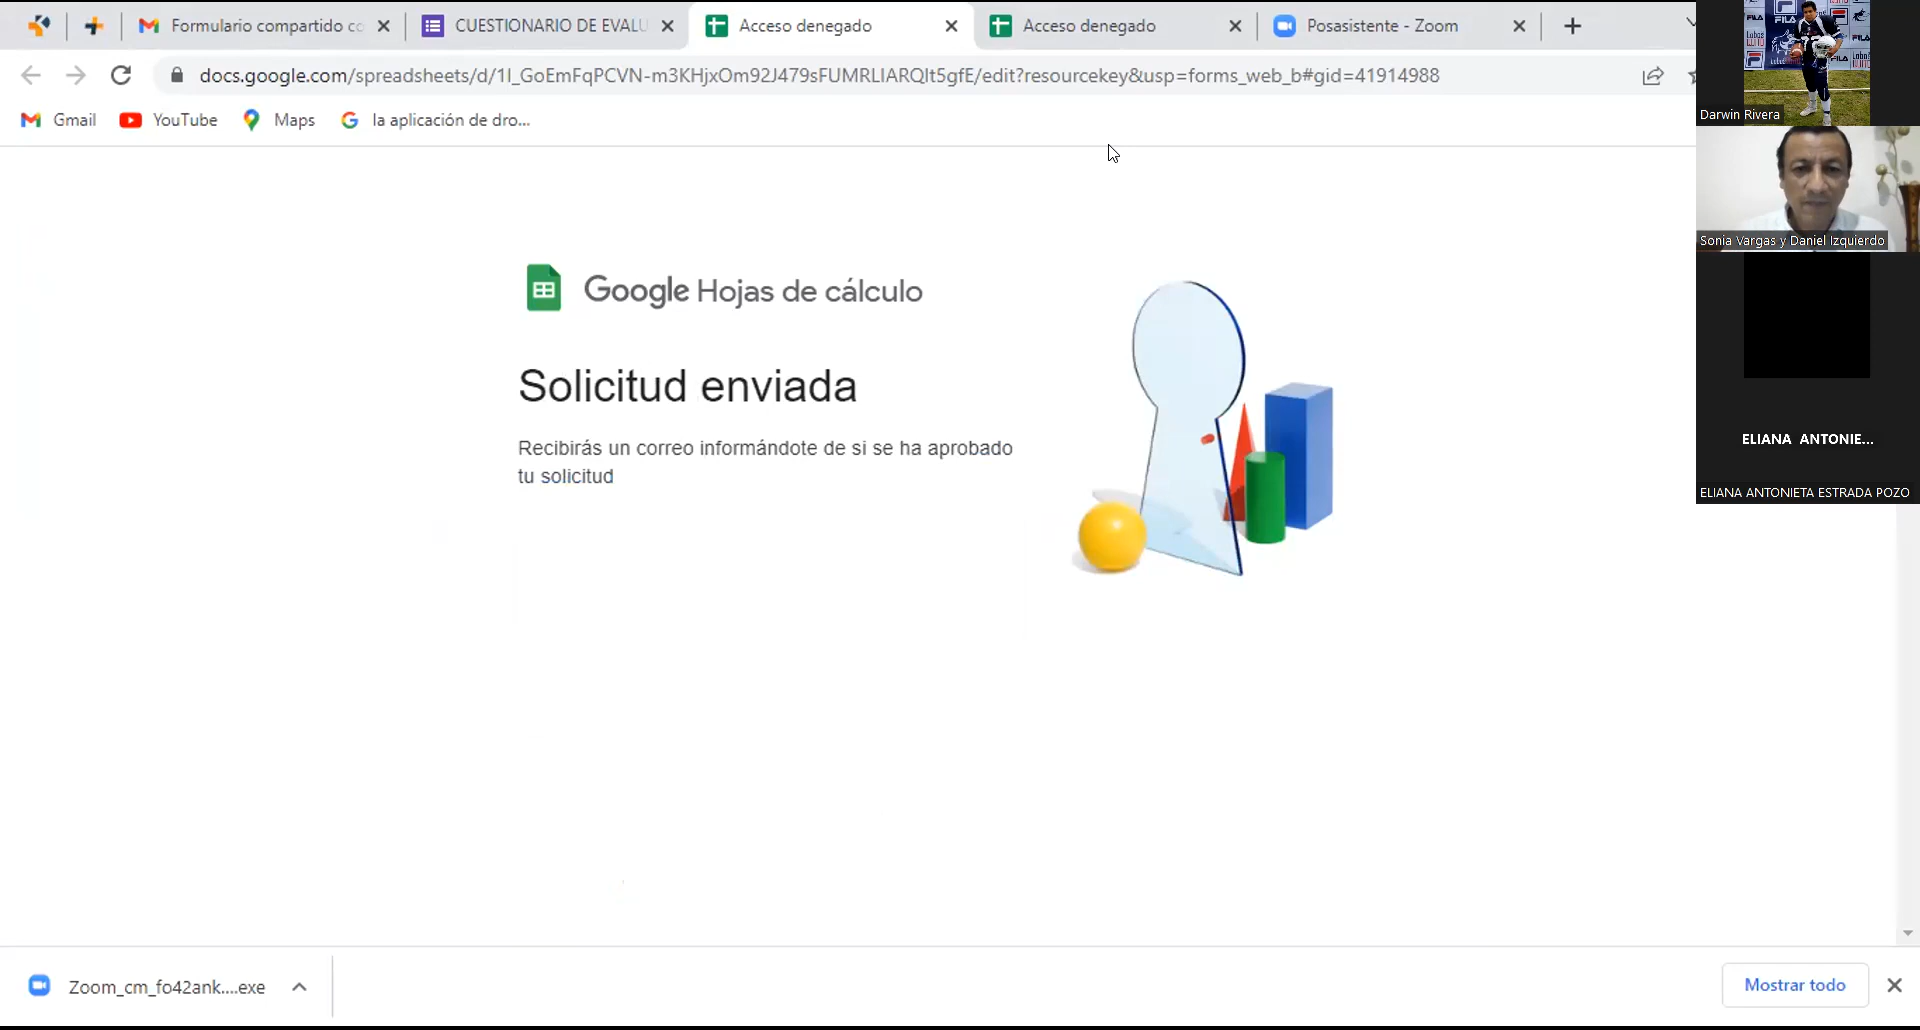 Formulario compartido co
CUESTIONARIO DE EVALU
Acceso denegado
Acceso denegado
Posasistente - Zoom
docs.google.com/spreadsheets/d/1I_GoEmFqPCVN-m3KHjxOm92J479sFUMRLIARQIt5gfE/edit?resourcekey&usp=forms_web_b#gid=41914988
Gmail
YouTube
Maps
la aplicación de dro...
FILA
FILA
Darwin Rivera
Sonia Vargas y Daniel Izquierdo
ELIANA ANTONIE...
ELIANA ANTONIETA ESTRADA POZO
Google Hojas de cálculo
Solicitud enviada
Recibirás un correo informándote de si se ha aprobado
tu solicitud
Zoom_cm_fo42ank....exe
Mostrar todo